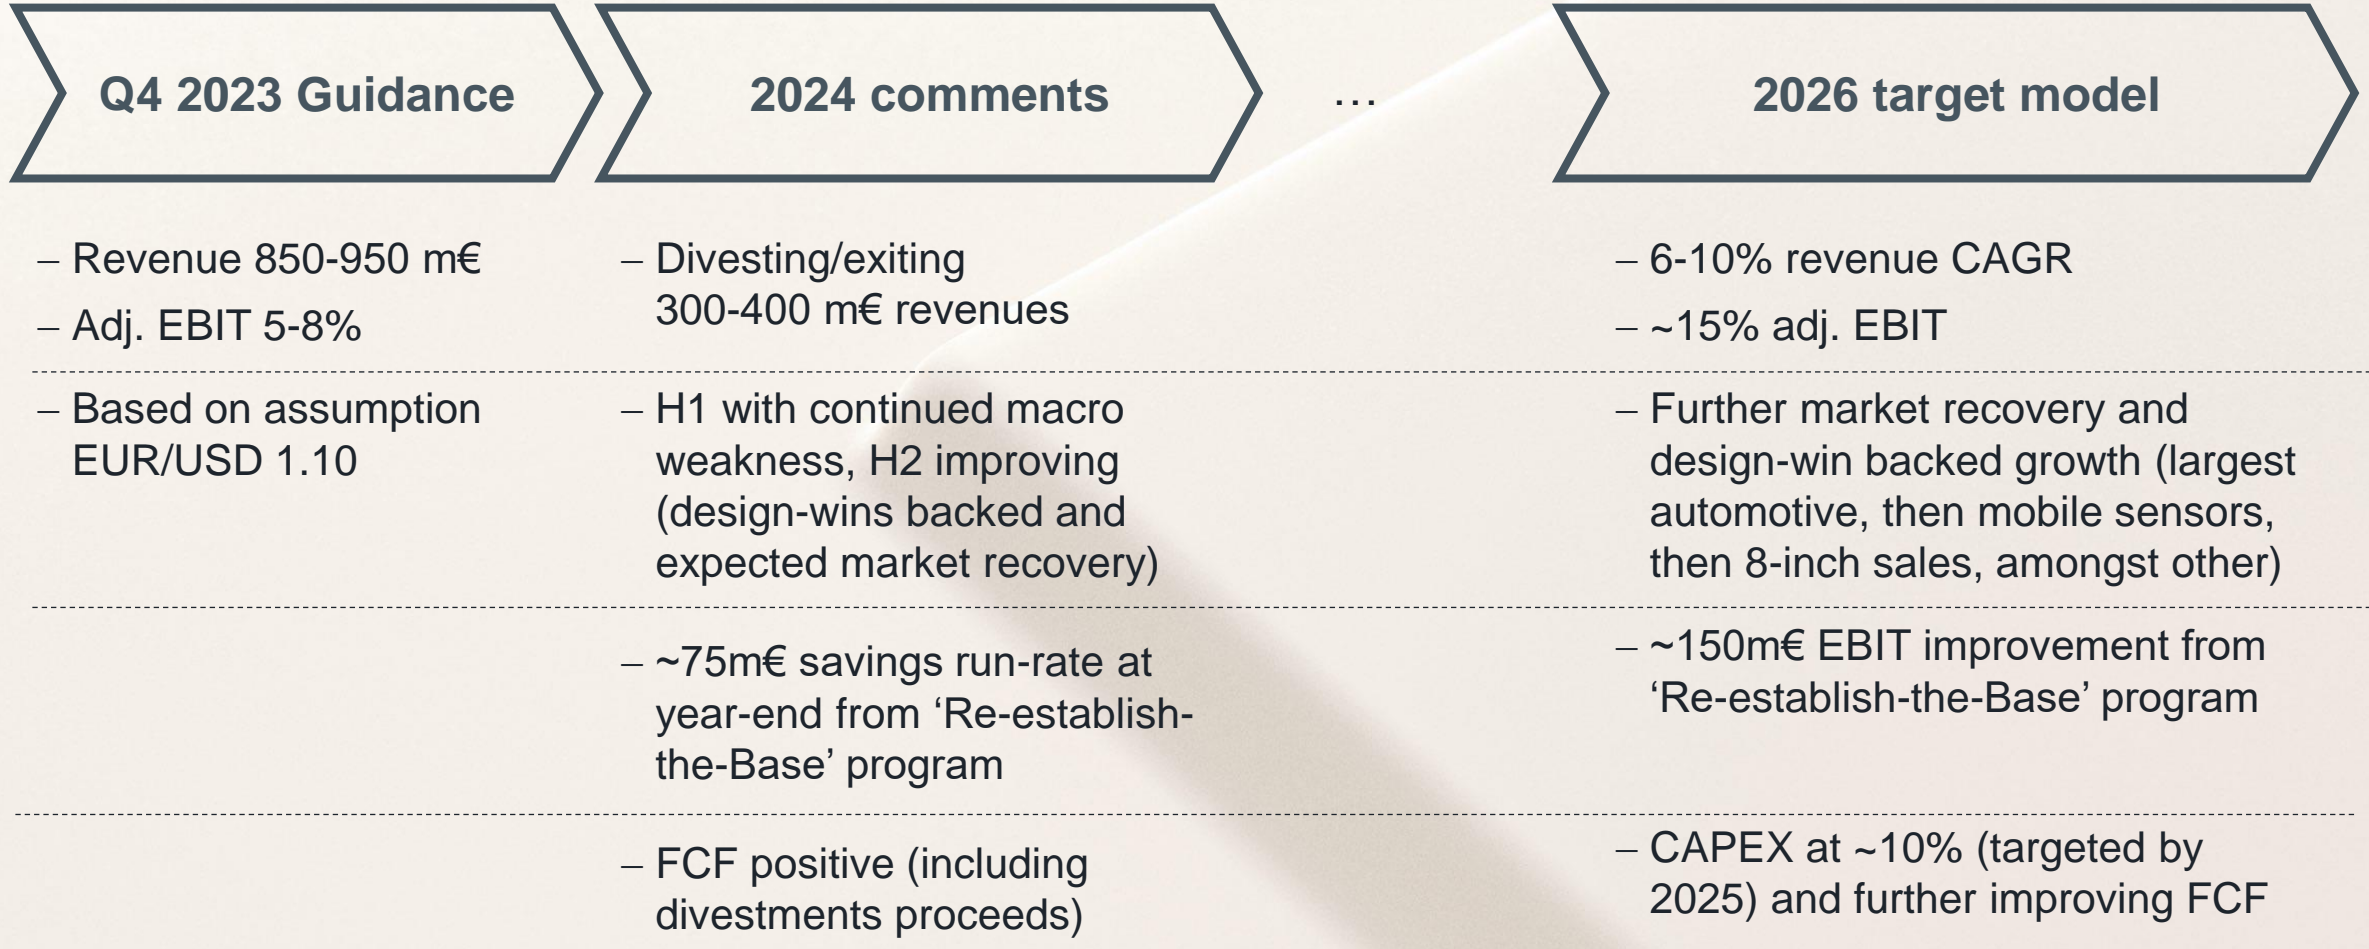 Q4 2023 Guidance
2024 comments
...
2026 target model
– Revenue 850-950 m€
– Adj. EBIT 5-8%
– Divesting/exiting
300-400 m€ revenues
– 6-10% revenue CAGR
– ~15% adj. EBIT
– Based on assumption
EUR/USD 1.10
– H1 with continued macro
weakness, H2 improving
(design-wins backed and
expected market recovery)
– Further market recovery and
design-win backed growth (largest
automotive, then mobile sensors,
then 8-inch sales, amongst other)
– ~75m€ savings run-rate at
year-end from ‘Re-establish-
the-Base’ program
– ~150m€ EBIT improvement from
‘Re-establish-the-Base’ program
– FCF positive (including
divestments proceeds)
– CAPEX at ~10% (targeted by
2025) and further improving FCF